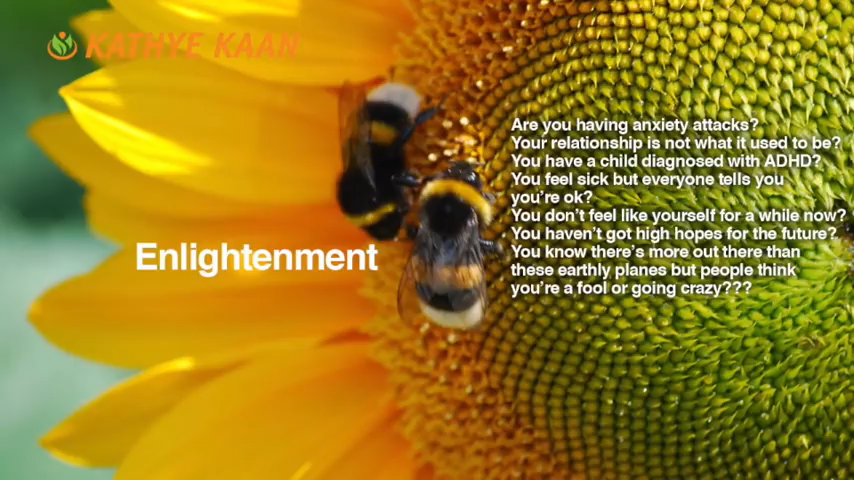 KATHYE KAAN
Enlightenment
Are you having anxiety attacks?
Your relationship is not what it used to be?
You have a child diagnosed with ADHD?
You feel sick but everyone tells you
you're ok?
You don't feel like yourself for a while now?
You haven't got high hopes for the future?
You know there's more out there than
these earthly planes but people think
you're a fool or going crazy???